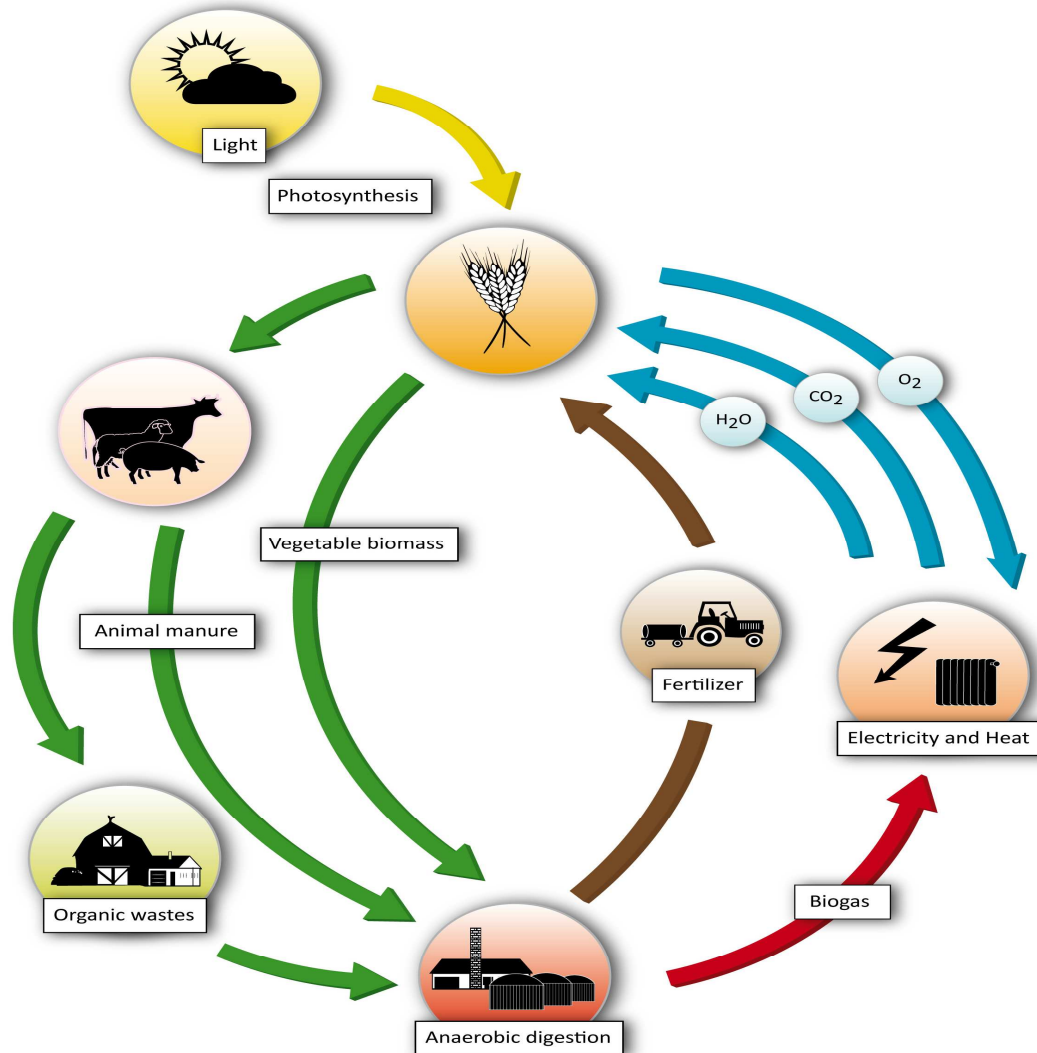 Light
Photosynthesis
O₂
CO₂
H₂O
Vegetable biomass
Animal manure
Fertilizer
Electricity and Heat
Biogas
Organic wastes
Anaerobic digestion